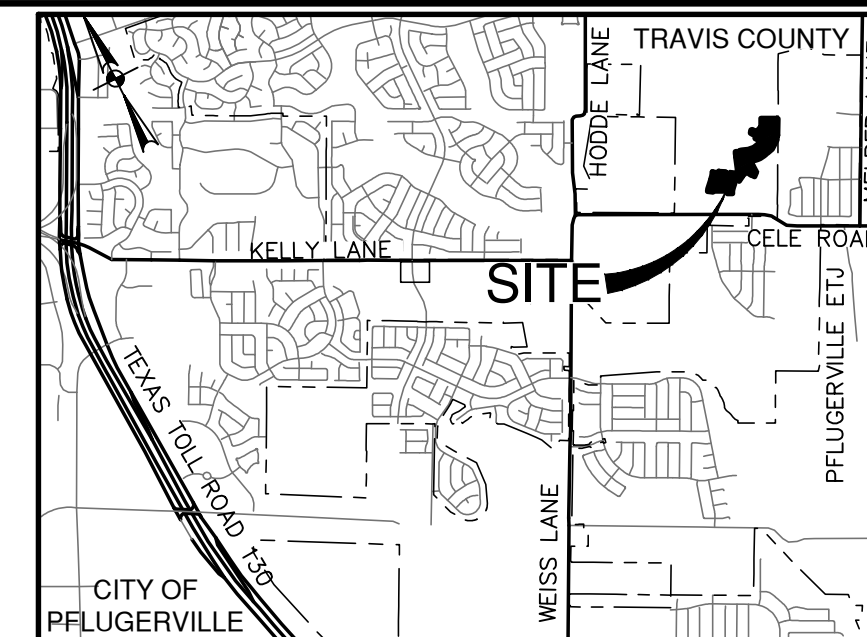 TRAVIS COUNTY
HODDE LANE
KELLY LANE
CELE ROAD
SITE
TEXAS TOLL ROAD 130
PFLUGERVILLE ETJ
WEISS LANE
CITY OF
PFLUGERVILLE